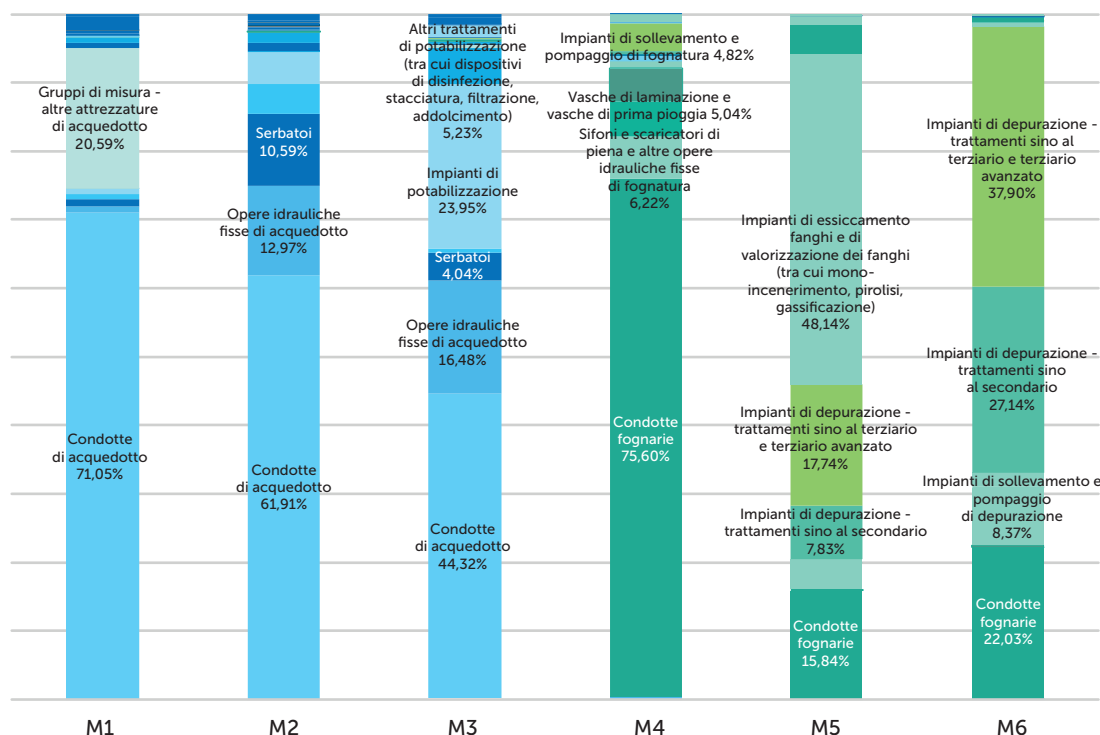 Gruppi di misura -
altre attrezzature
di acquedotto
20,59%
Condotte
di acquedotto
71,05%
Serbatoi
10,59%
Opere idrauliche
fisse di acquedotto
12,97%
Condotte
di acquedotto
61,91%
Altri trattamenti
di potabilizzazione
(tra cui dispositivi
di disinfezione,
stacciatura, filtrazione,
addolcimento)
5,23%
Impianti di
potabilizzazione
23,95%
Serbatoi
4,04%
Opere idrauliche
fisse di acquedotto
16,48%
Condotte
di acquedotto
44,32%
Impianti di sollevamento e
pompaggio di fognatura 4,82%
Vasche di laminazione e
vasche di prima pioggia 5,04%
Sifoni e scaricatori di
piena e altre opere
idrauliche fisse
di fognatura
6,22%
Condotte
fognarie
75,60%
Impianti di essiccamento
fanghi e di
valorizzazione dei fanghi
(tra cui mono-
incenerimento, pirolisi,
gassificazione)
48,14%
Impianti di depurazione -
trattamenti sino al terziario
e terziario avanzato
17,74%
Impianti di depurazione -
trattamenti sino al secondario
7,83%
Condotte
fognarie
15,84%
Impianti di depurazione -
trattamenti sino al
terziario e terziario
avanzato
37,90%
Impianti di depurazione -
trattamenti sino
al secondario
27,14%
Impianti di sollevamento e
pompaggio
di depurazione
8,37%
Condotte
fognarie
22,03%
M1 M2 M3 M4 M5 M6